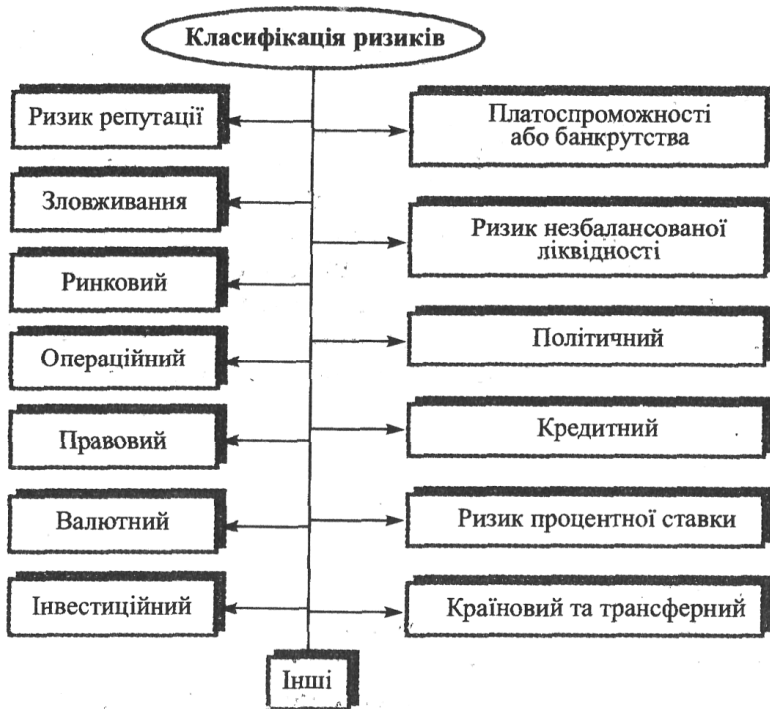 Класифікація ризиків
Ризик репутації
Зловживання
Ринковий
Операційний
Правовий
Валютний
Інвестиційний
Платоспроможності
або банкрутства
Ризик незбалансованої
ліквідності
Політичний
Кредитний
Ризик процентної ставки
Країновий та трансферний
Інші